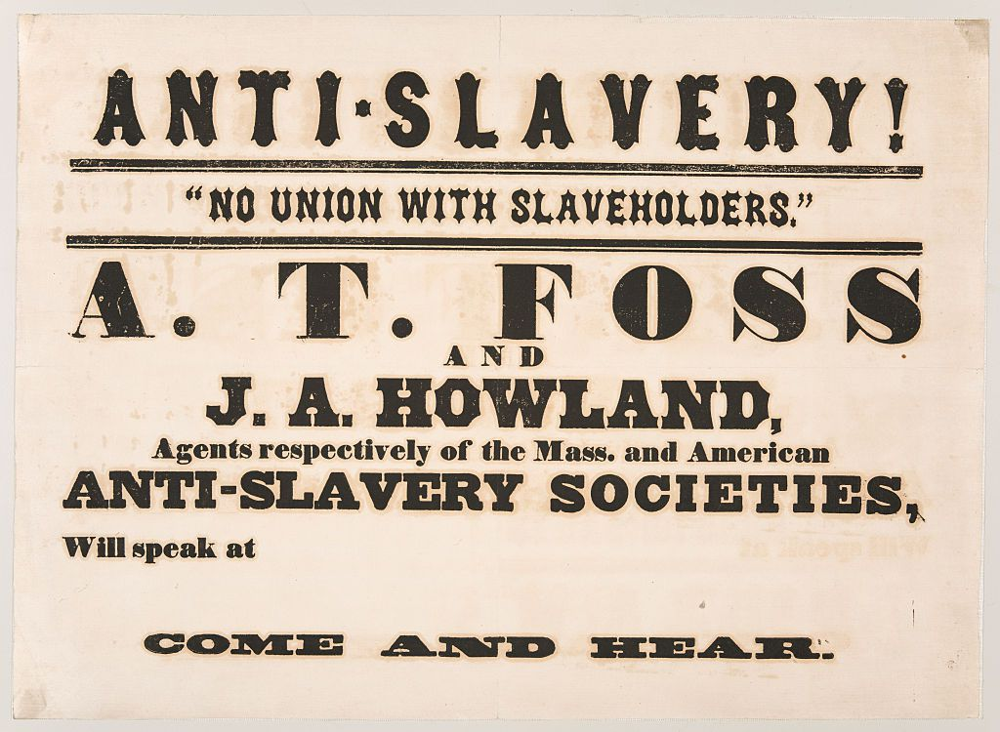 ANTI-SLAVERY!
“NO UNION WITH SLAVEHOLDERS.”
A. T. FOSS
AND
J. A. HOWLAND,
Agents respectively of the Mass. and American
ANTI-SLAVERY SOCIETIES,
Will speak at
COME AND HEAR.